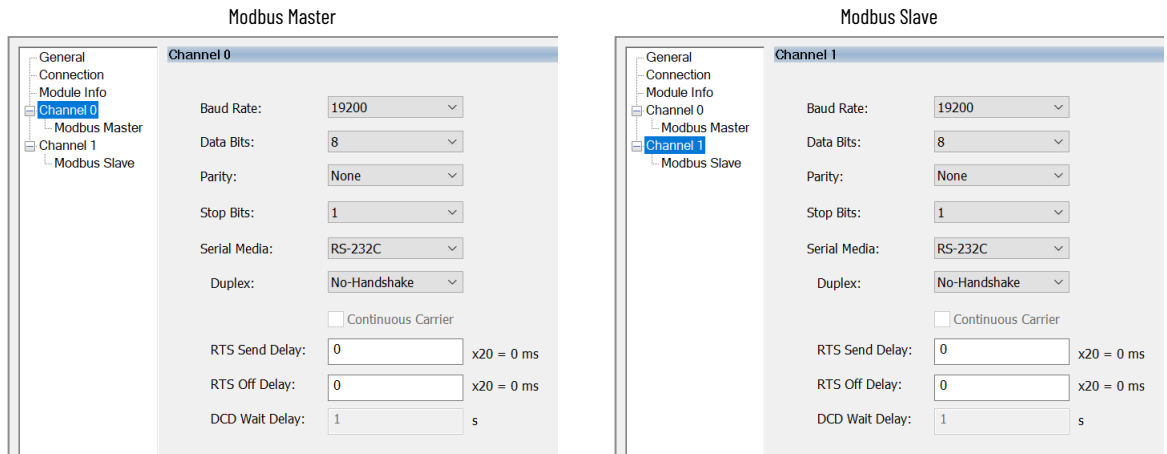 Modbus Master
General
Connection
Module Info
Channel 0
Modbus Master
Channel 1
Modbus Slave
Channel 0
Baud Rate: 19200
Data Bits: 8
Parity: None
Stop Bits: 1
Serial Media: RS-232C
Duplex: No-Handshake
Continuous Carrier
RTS Send Delay: 0 x20 = 0 ms
RTS Off Delay: 0 x20 = 0 ms
DCD Wait Delay: 1 s
Modbus Slave
General
Connection
Module Info
Channel 0
Modbus Master
Channel 1
Modbus Slave
Channel 1
Baud Rate: 19200
Data Bits: 8
Parity: None
Stop Bits: 1
Serial Media: RS-232C
Duplex: No-Handshake
Continuous Carrier
RTS Send Delay: 0 x20 = 0 ms
RTS Off Delay: 0 x20 = 0 ms
DCD Wait Delay: 1 s